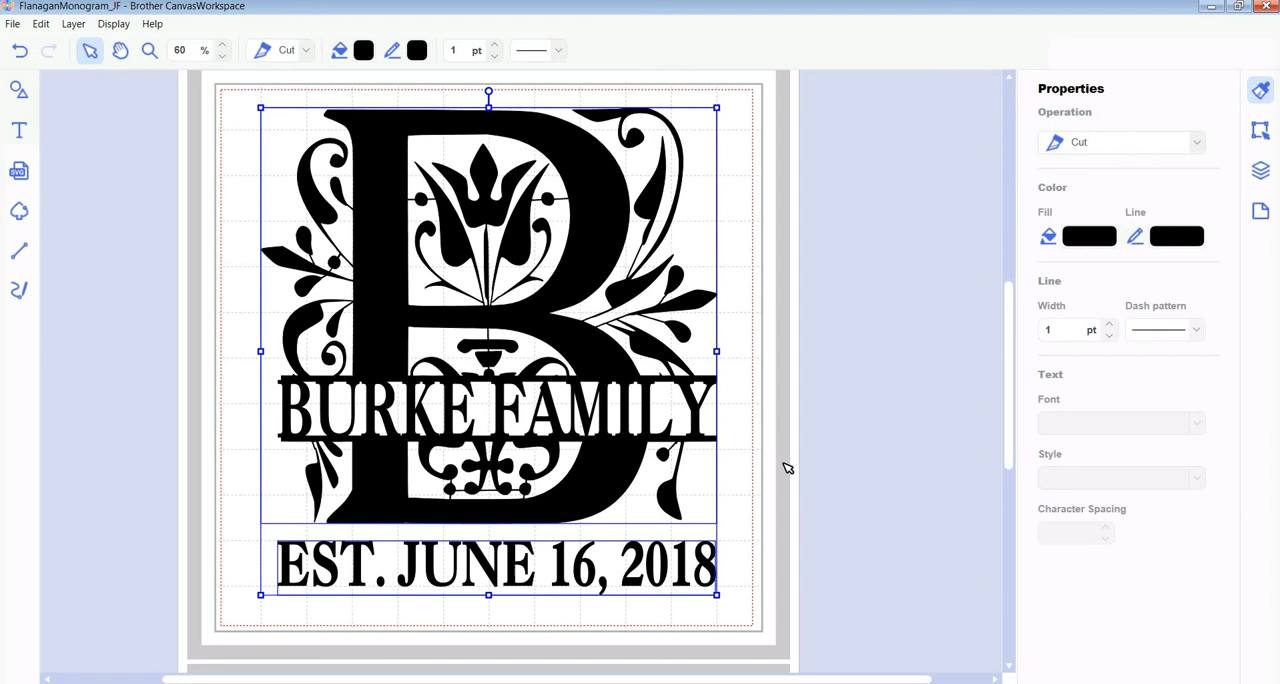 FlanaganMonogram_JF - Brother CanvasWorkspace
File Edit Layer Display Help
60 % Cut 1 pt
Properties
Operation
Cut
Color
Fill Line
Line
Width Dash pattern
1 pt
Text
Font
Style
Character Spacing
SVG
B
BURKE FAMILY
EST. JUNE 16, 2018